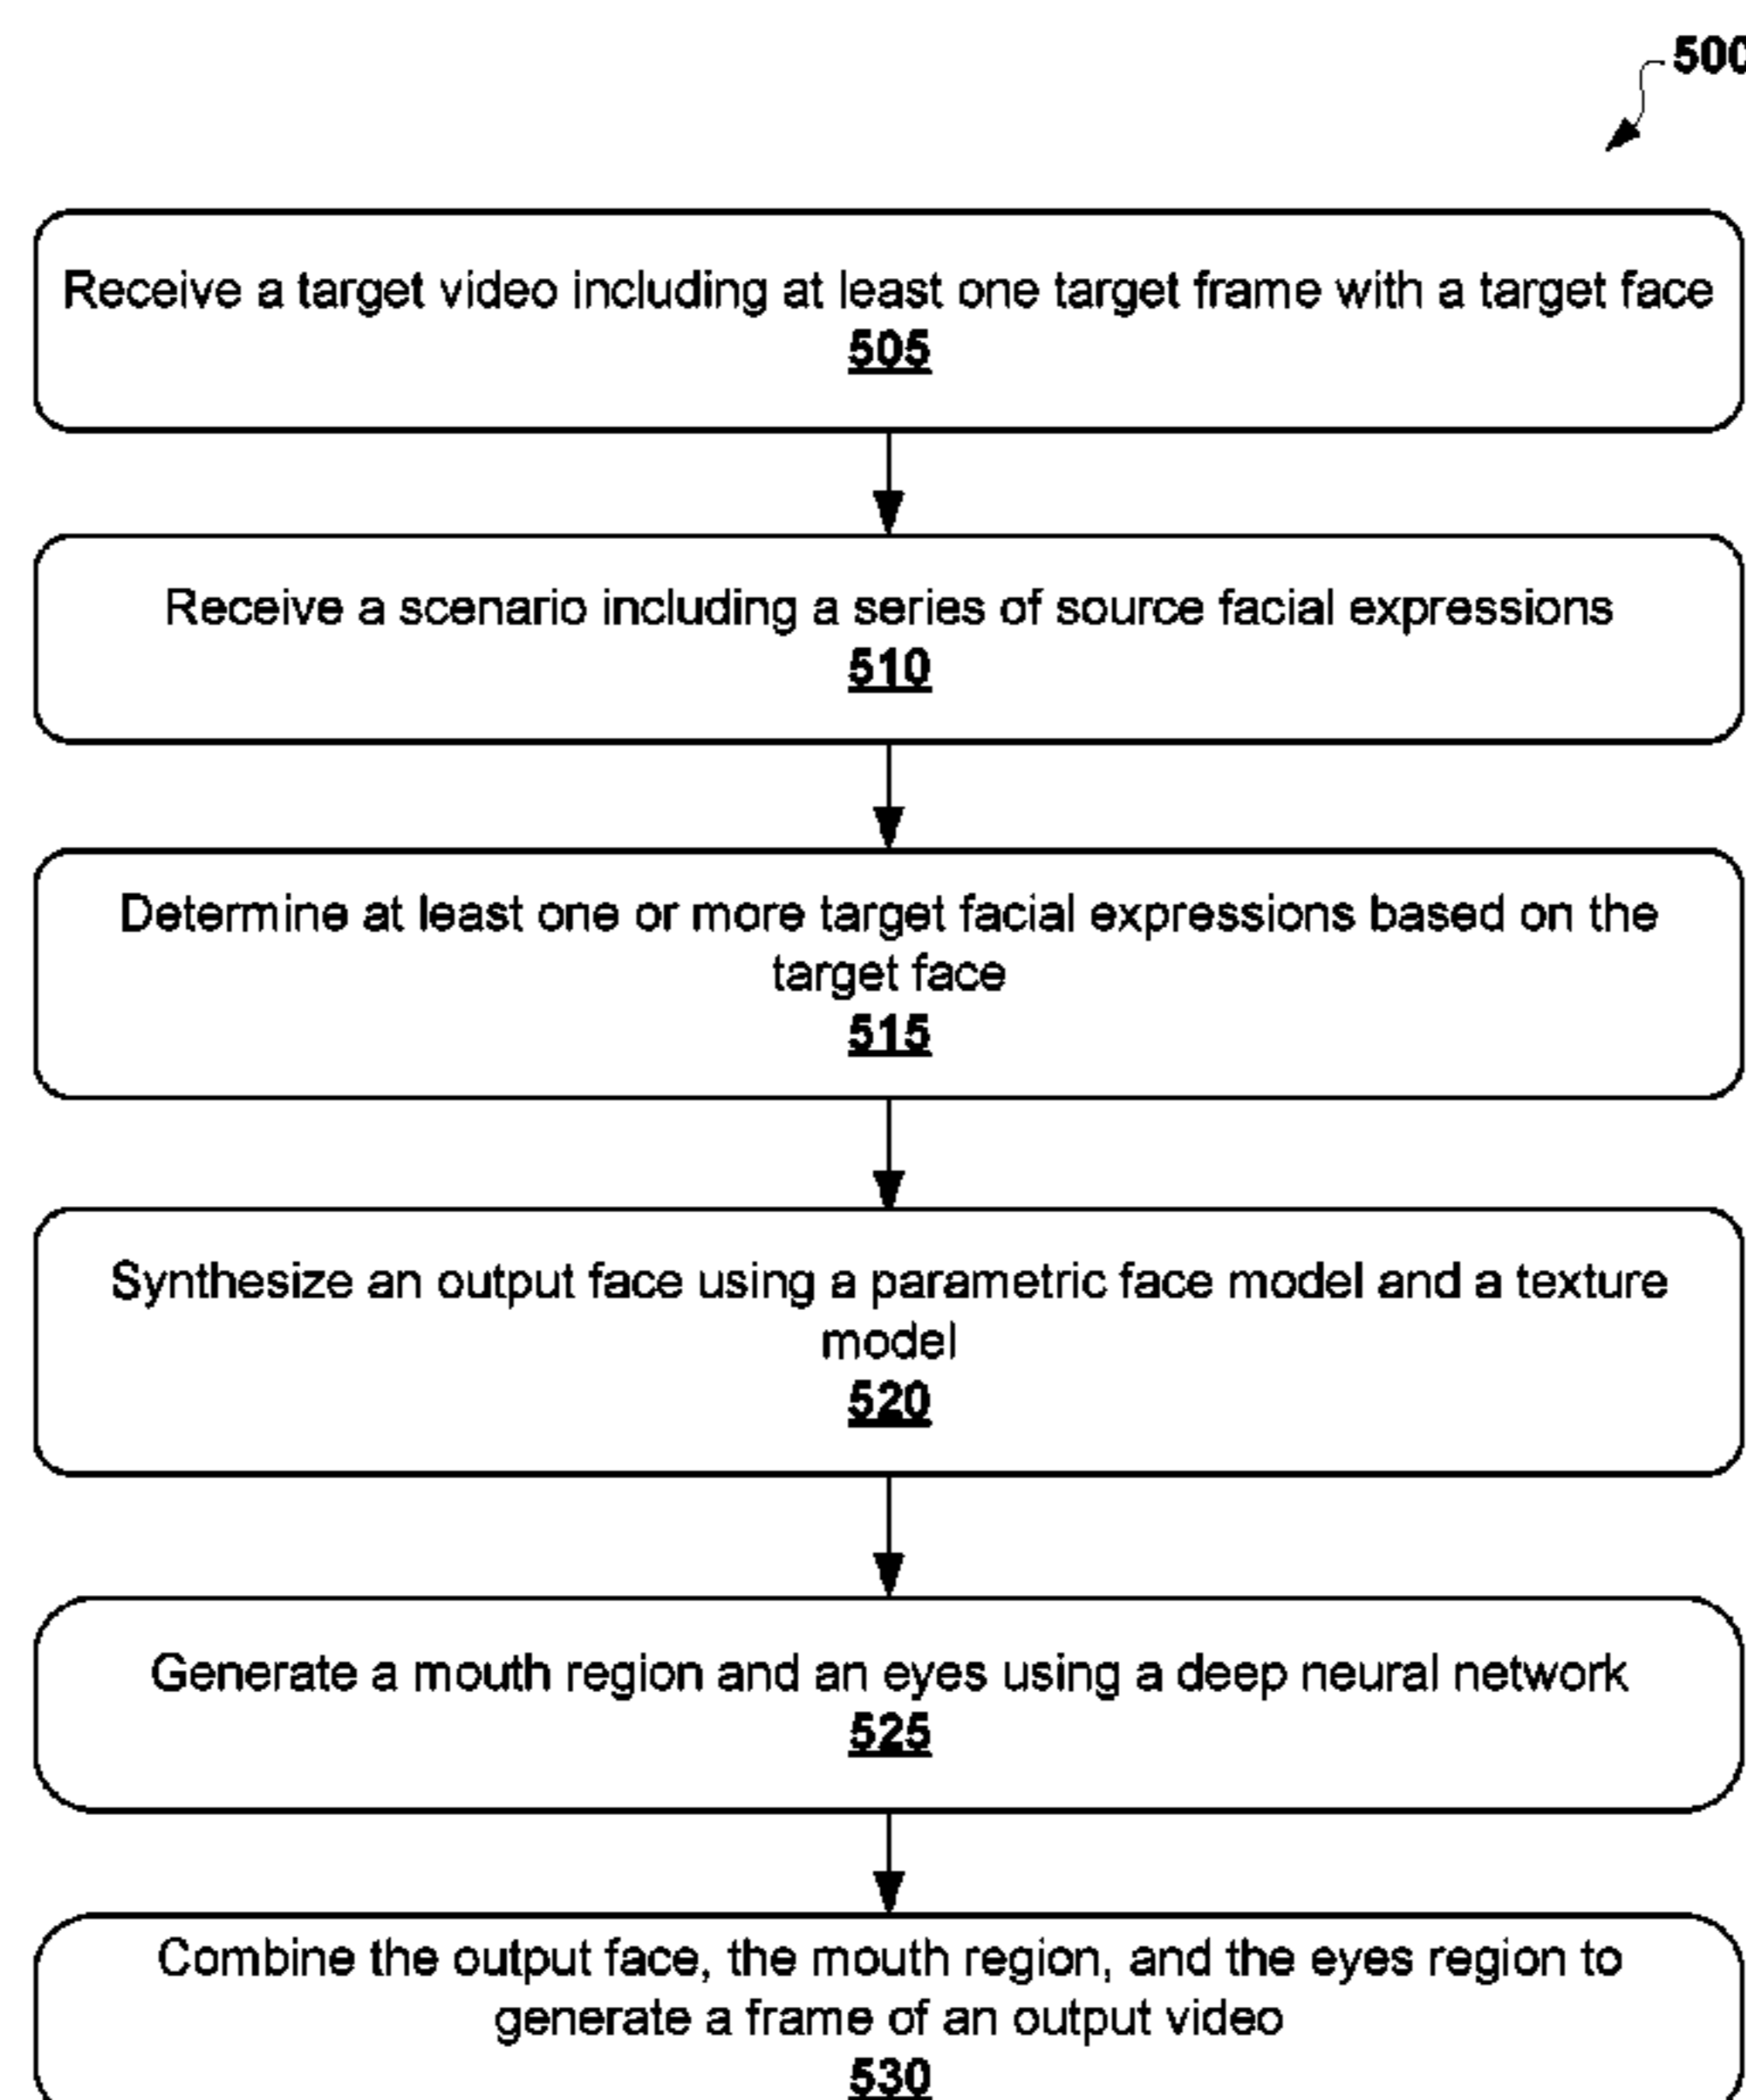 500
Receive a target video including at least one target frame with a target face
505
Receive a scenario including a series of source facial expressions
510
Determine at least one or more target facial expressions based on the
target face
515
Synthesize an output face using a parametric face model and a texture
model
520
Generate a mouth region and an eyes using a deep neural network
525
Combine the output face, the mouth region, and the eyes region to
generate a frame of an output video
530